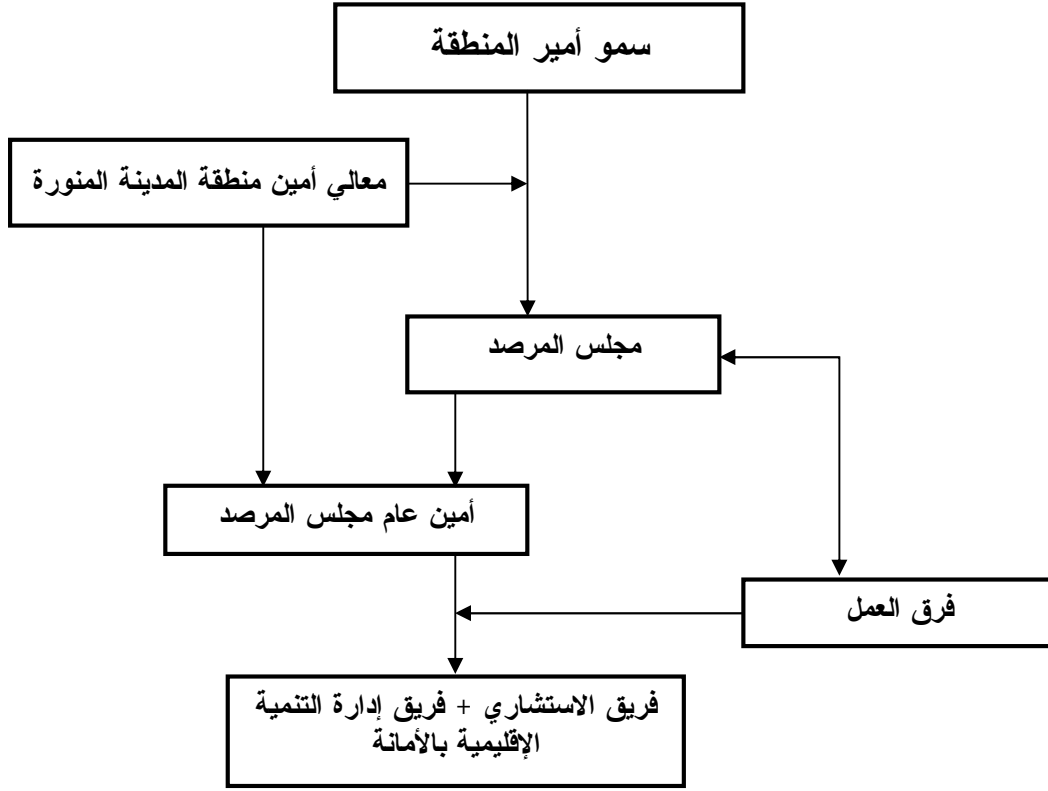 سمو أمير المنطقة
معالي أمين منطقة المدينة المنورة
مجلس المرصد
أمين عام مجلس المرصد
فرق العمل
فريق الاستشاري + فريق إدارة التنمية
الإقليمية بالأمانة